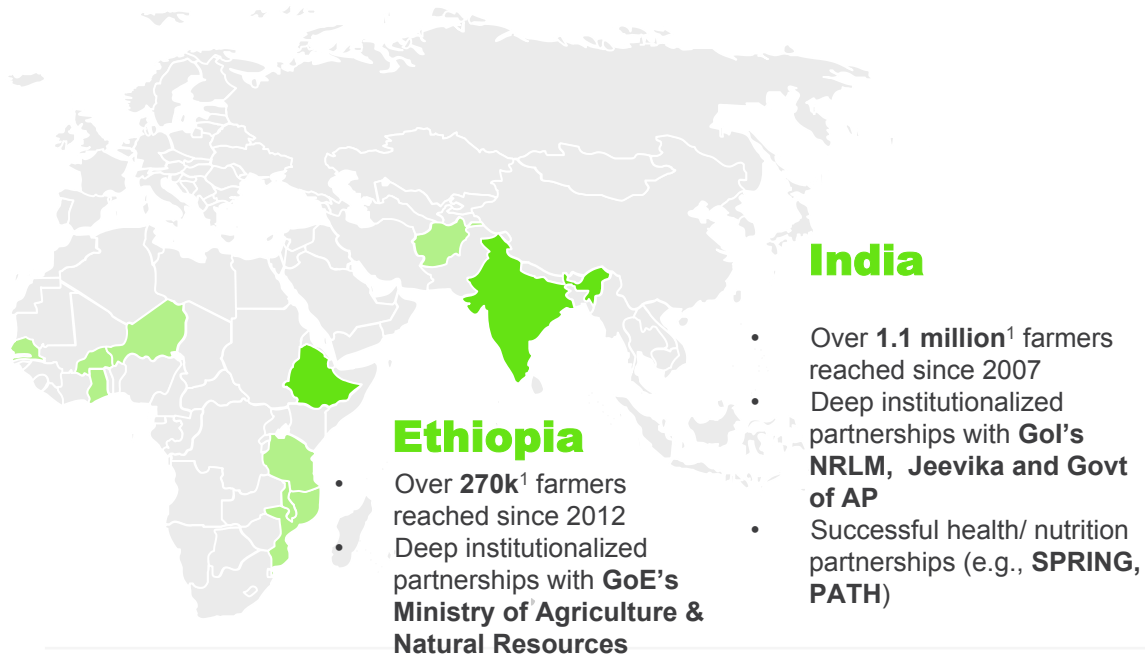 India
• Over 1.1 million¹ farmers
reached since 2007
• Deep institutionalized
partnerships with GoI's
NRLM,  Jeevika and Govt
of AP
• Successful health/ nutrition
partnerships (e.g., SPRING,
PATH)
Ethiopia
• Over 270k¹ farmers
reached since 2012
• Deep institutionalized
partnerships with GoE's
Ministry of Agriculture &
Natural Resources